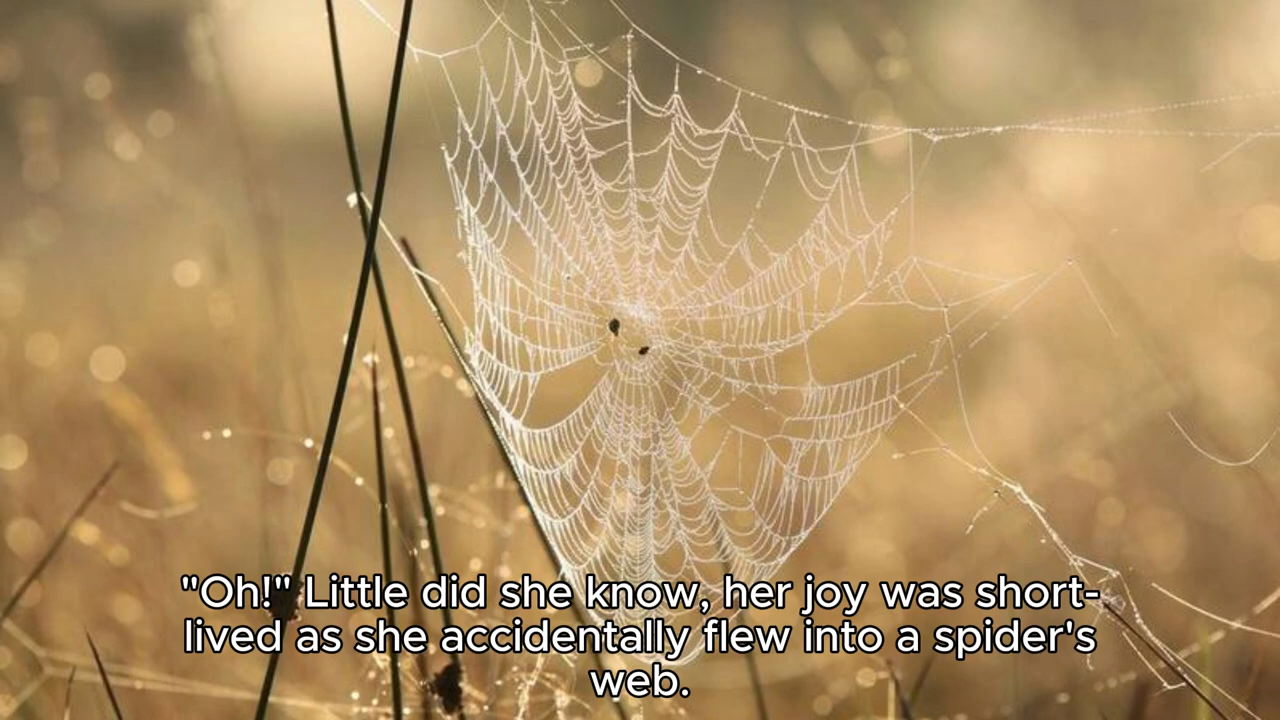 "Oh!" Little did she know, her joy was short-
lived as she accidentally flew into a spider's
web.